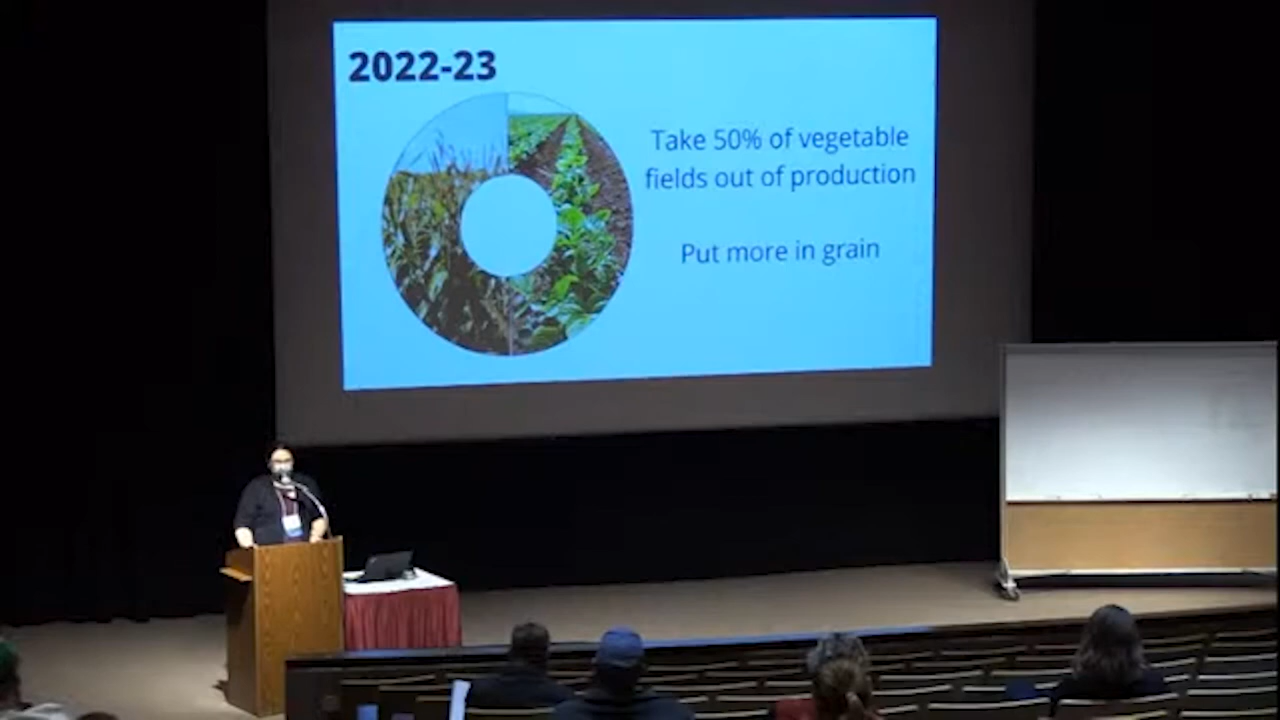 2022-23
Take 50% of vegetable
fields out of production
Put more in grain